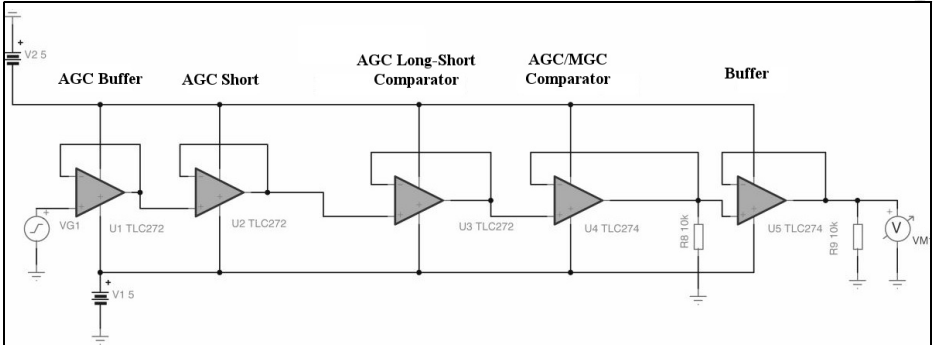 V2 5
AGC Buffer
AGC Short
AGC Long-Short
Comparator
AGC/MGC
Comparator
Buffer
VG1
U1 TLC272
U2 TLC272
U3 TLC272
U4 TLC274
R8 10k
U5 TLC274
R9 10k
V
VM1
V1 5